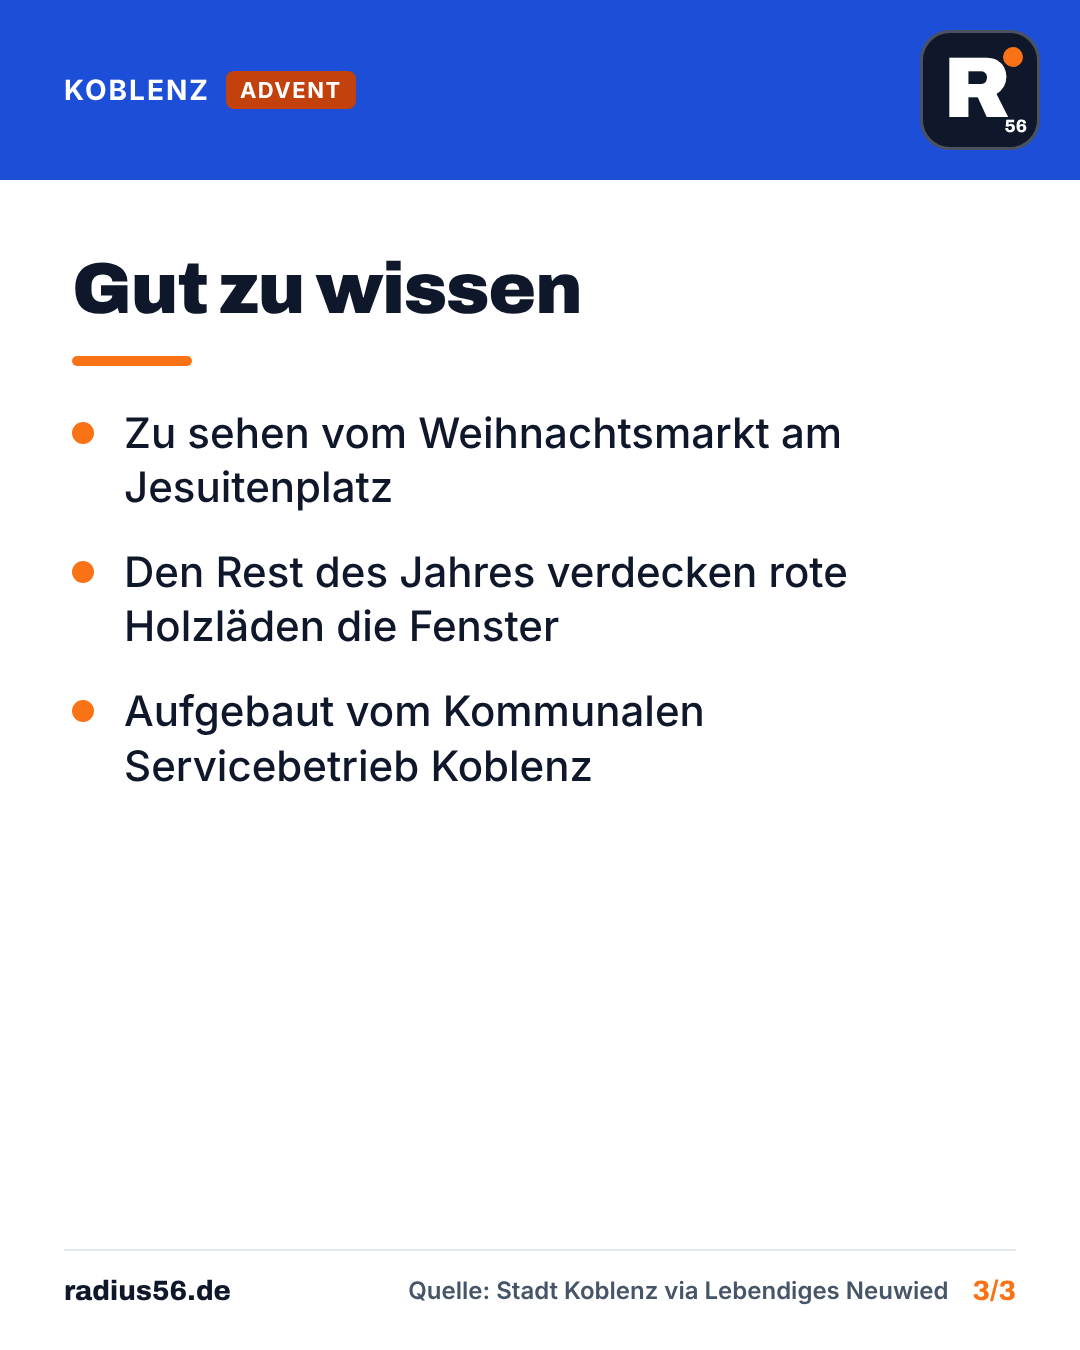 KOBLENZ ADVENT
R
56
Gut zu wissen
Zu sehen vom Weihnachtsmarkt am
Jesuitenplatz
Den Rest des Jahres verdecken rote
Holzläden die Fenster
Aufgebaut vom Kommunalen
Servicebetrieb Koblenz
radius56.de Quelle: Stadt Koblenz via Lebendiges Neuwied 3/3